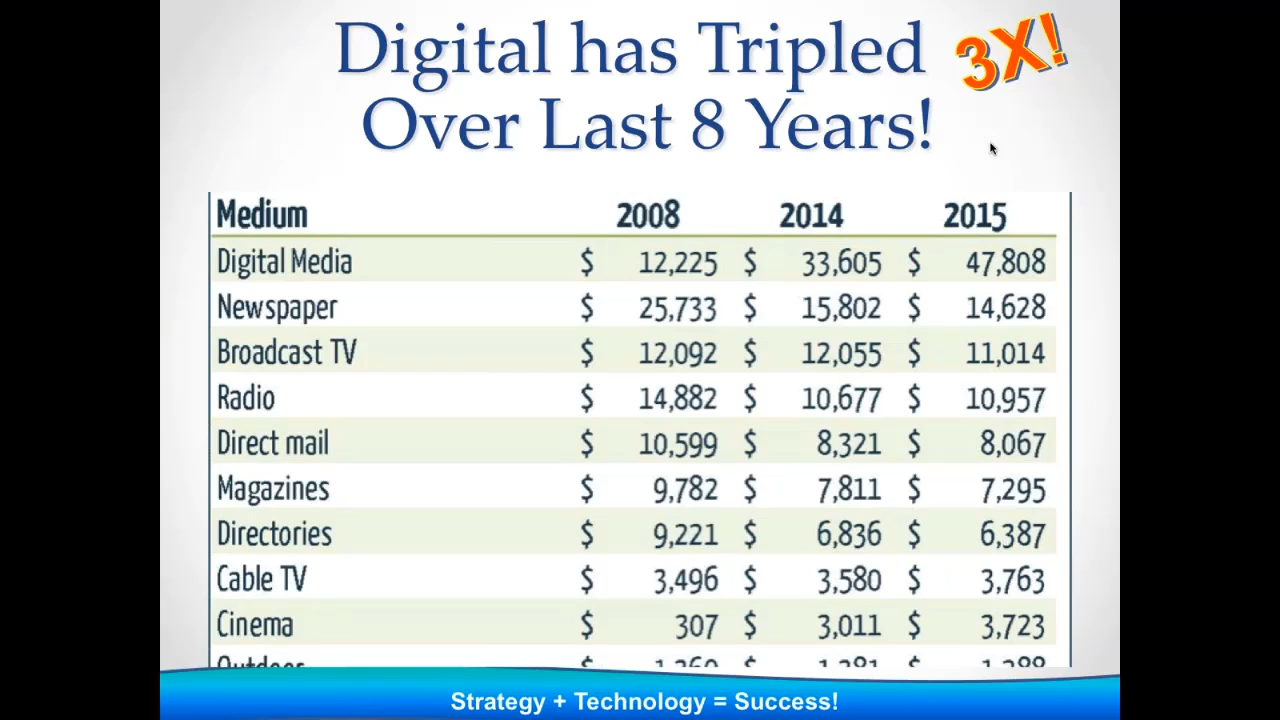 Digital has Tripled 3X!
Over Last 8 Years!
Medium 2008 2014 2015
Digital Media $ 12,225 $ 33,605 $ 47,808
Newspaper $ 25,733 $ 15,802 $ 14,628
Broadcast TV $ 12,092 $ 12,055 $ 11,014
Radio $ 14,882 $ 10,677 $ 10,957
Direct mail $ 10,599 $ 8,321 $ 8,067
Magazines $ 9,782 $ 7,811 $ 7,295
Directories $ 9,221 $ 6,836 $ 6,387
Cable TV $ 3,496 $ 3,580 $ 3,763
Cinema $ 307 $ 3,011 $ 3,723
Strategy + Technology = Success!